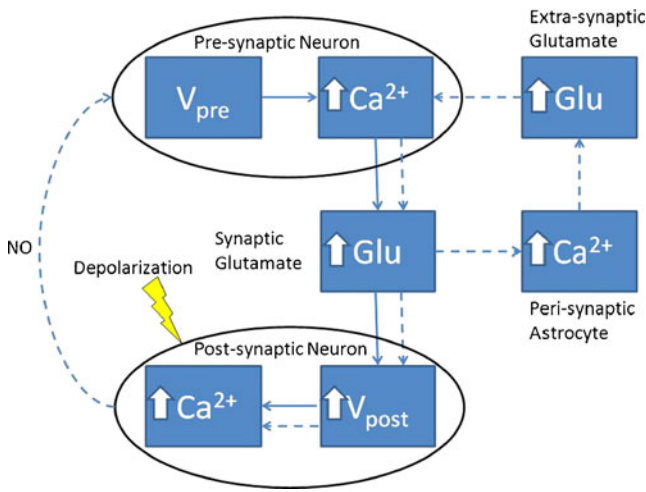 Extra-synaptic
Glutamate
Pre-synaptic Neuron
Vpre
Ca2+
Glu
NO
Synaptic
Glutamate
Glu
Ca2+
Depolarization
Peri-synaptic
Astrocyte
Post-synaptic Neuron
Ca2+
Vpost